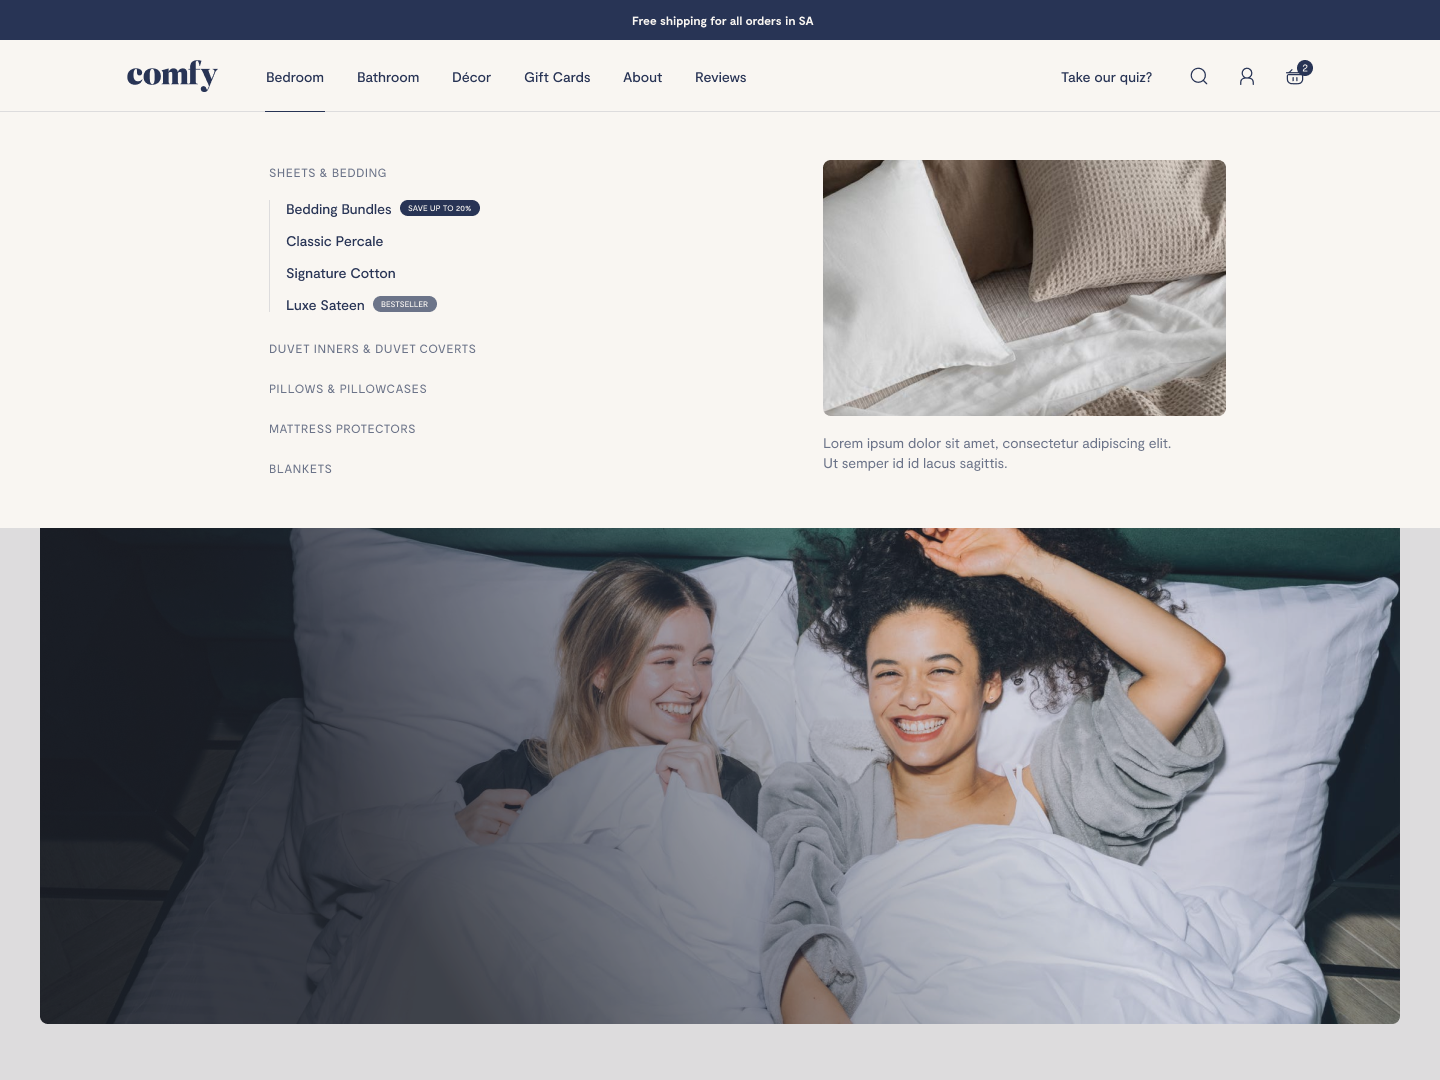 Free shipping for all orders in SA
comfy
Bedroom
Bathroom
Décor
Gift Cards
About
Reviews
Take our quiz?
2
SHEETS & BEDDING
Bedding Bundles SAVE UP TO 20%
Classic Percale
Signature Cotton
Luxe Sateen BESTSELLER
DUVET INNERS & DUVET COVERTS
PILLOWS & PILLOWCASES
MATTRESS PROTECTORS
BLANKETS
Lorem ipsum dolor sit amet, consectetur adipiscing elit.
Ut semper id id lacus sagittis.